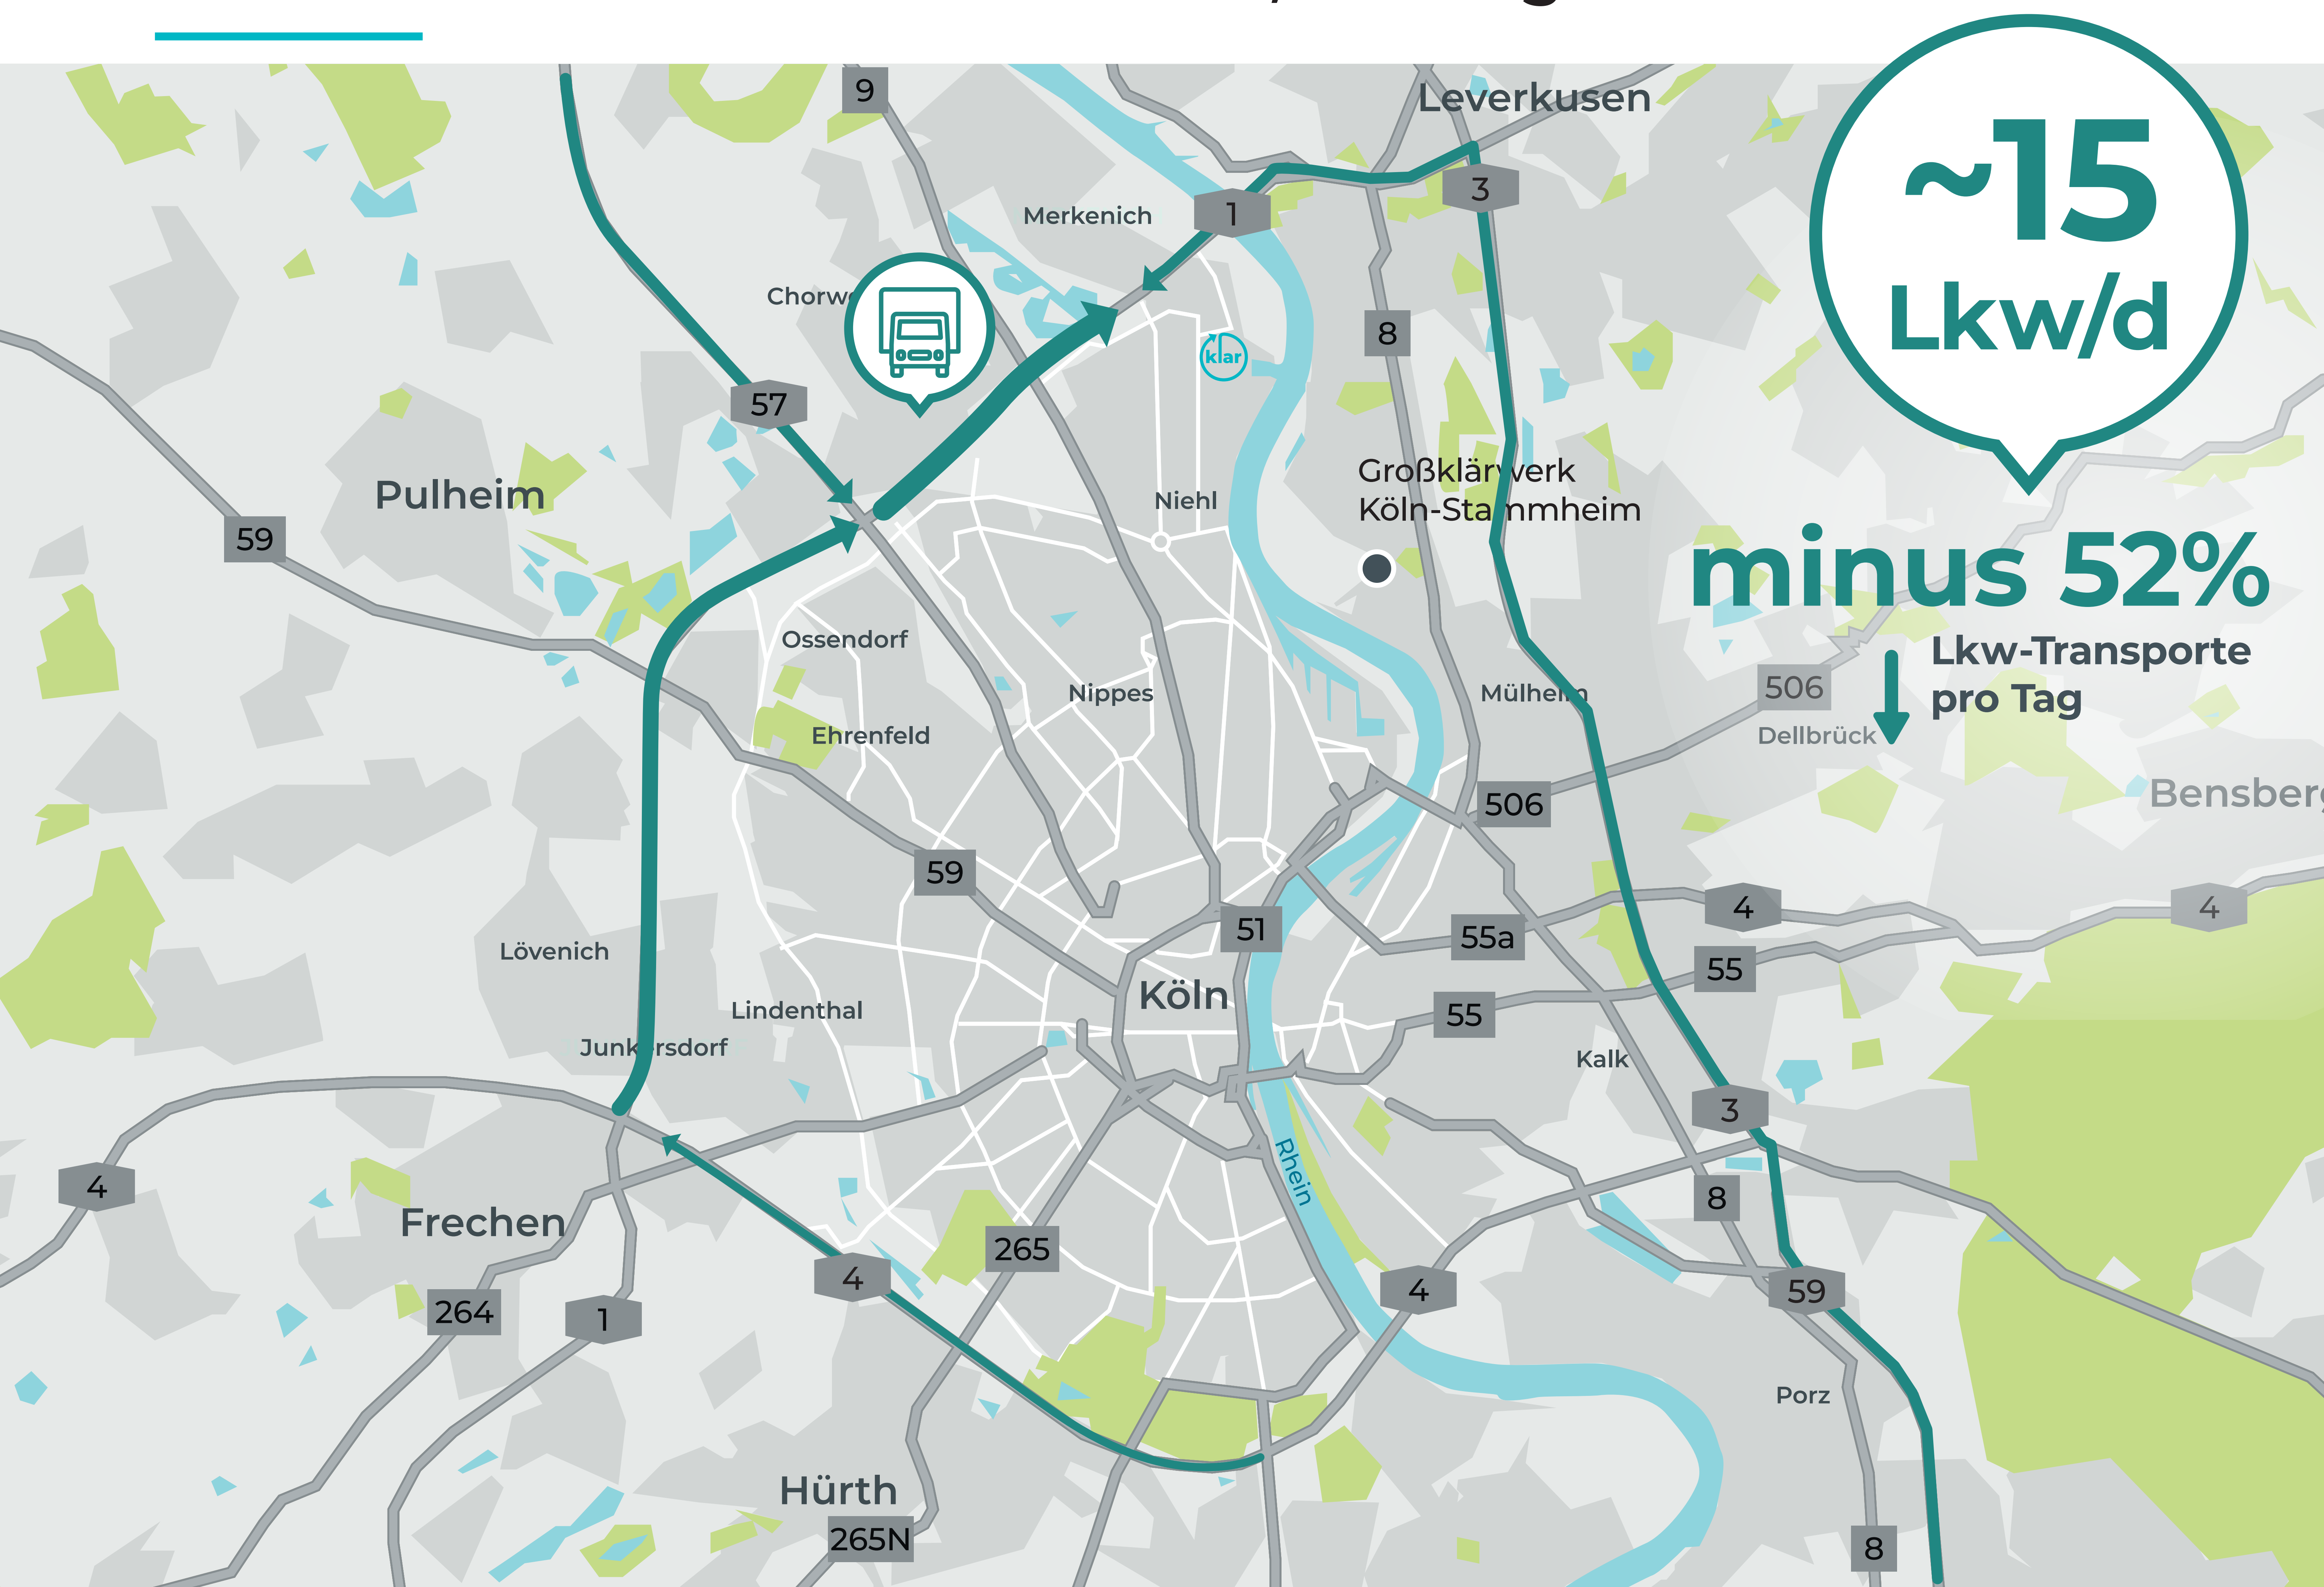 9
Leverkusen
~15
Lkw/d
3
Merkenich
1
Chorw
8
klar
57
Großklärwerk
Köln-Stammheim
Pulheim
Niehl
59
minus 52%
Lkw-Transporte
pro Tag
Ossendorf
Nippes
Mülheim
506
Ehrenfeld
Dellbrück
Bensberg
506
59
4
4
51
55a
Lövenich
55
Köln
Lindenthal
55
Junkersdorf
Kalk
3
Rhein
4
8
Frechen
265
4
4
59
264
1
Porz
Hürth
265N
8